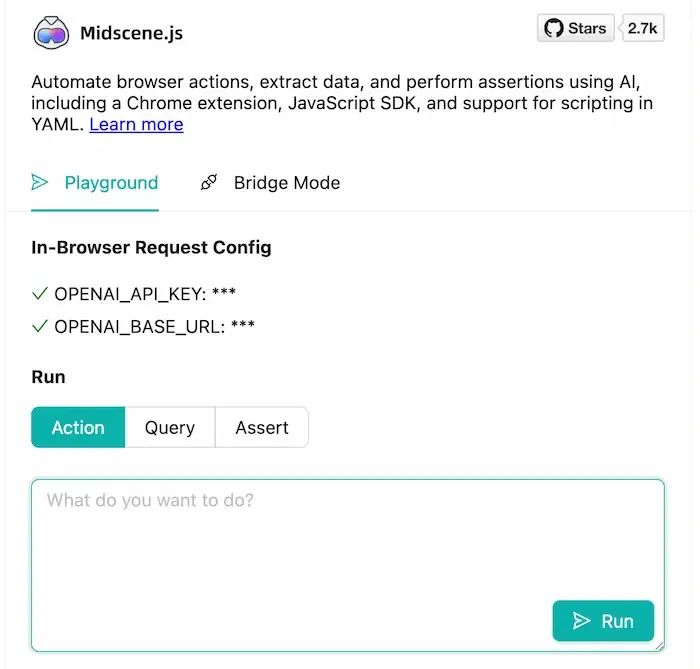 Midscene.js
Stars
2.7k
Automate browser actions, extract data, and perform assertions using AI,
including a Chrome extension, JavaScript SDK, and support for scripting in
YAML. Learn more
Playground
Bridge Mode
In-Browser Request Config
OPENAI_API_KEY: ***
OPENAI_BASE_URL: ***
Run
Action
Query
Assert
What do you want to do?
Run